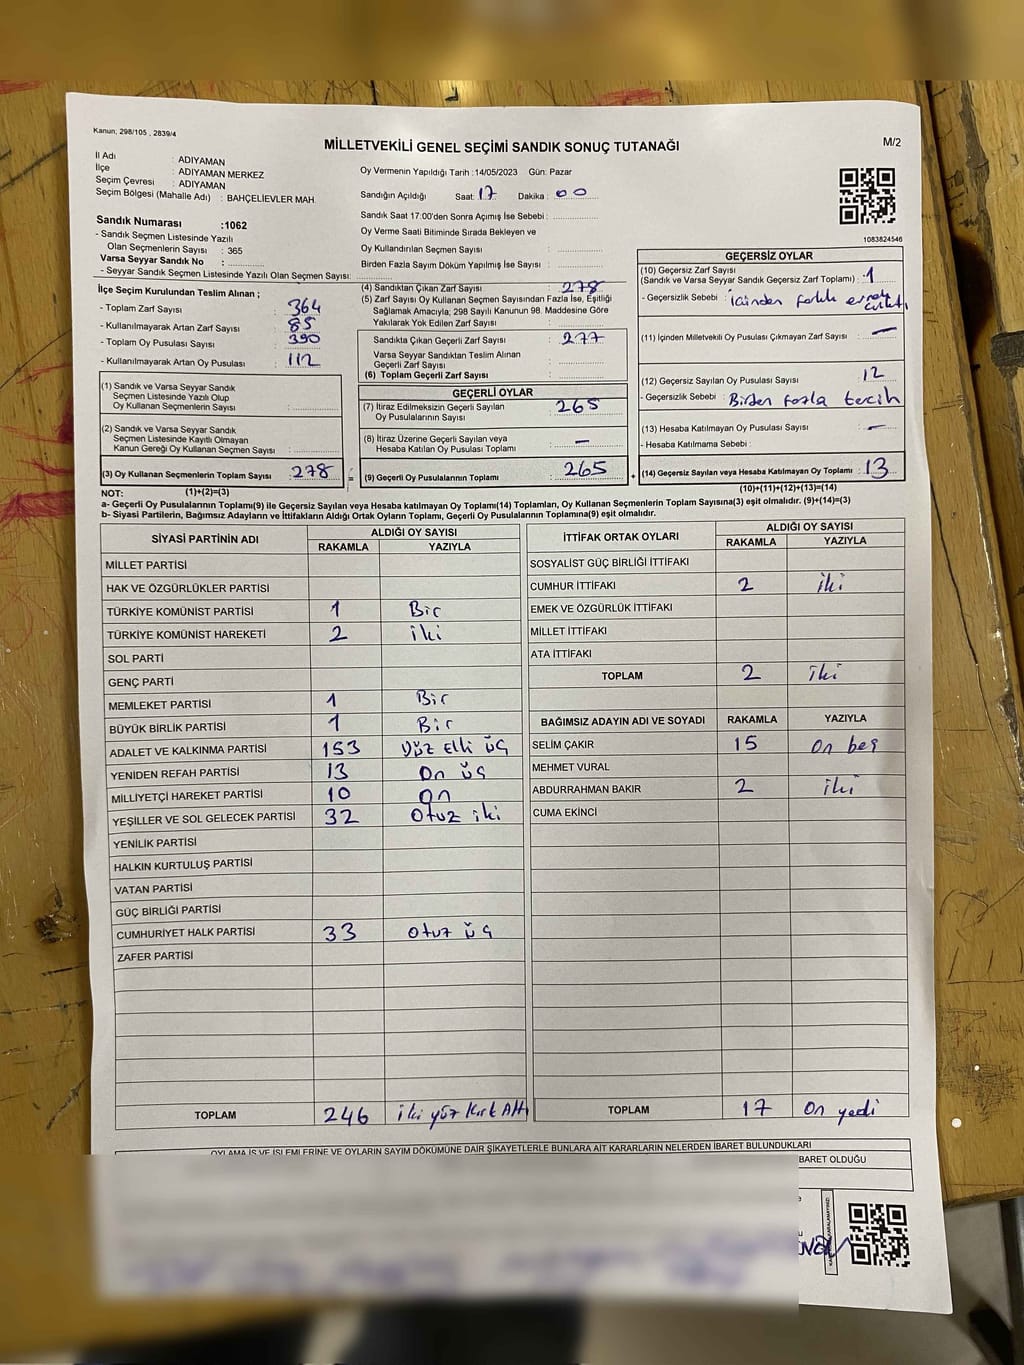 Kanun; 298/105 , 2839/4
MİLLETVEKİLİ GENEL SEÇİMİ SANDIK SONUÇ TUTANAĞI
M/2
İl Adı : ADIYAMAN
İlçe : ADIYAMAN MERKEZ
Seçim Çevresi : ADIYAMAN
Seçim Bölgesi (Mahalle Adı) : BAHÇELİEVLER MAH.
Sandık Numarası :1062
- Sandık Seçmen Listesinde Yazılı
Olan Seçmenlerin Sayısı : 365
Varsa Seyyar Sandık No :
- Seyyar Sandık Seçmen Listesinde Yazılı Olan Seçmen Sayısı:
Oy Vermenin Yapıldığı Tarih :14/05/2023 Gün: Pazar
Sandığın Açıldığı Saat: 17 Dakika : 00
Sandık Saat 17:00'den Sonra Açımış İse Sebebi :
Oy Verme Saati Bitiminde Sırada Bekleyen ve
Oy Kullandırılan Seçmen Sayısı :
Birden Fazla Sayım Döküm Yapılmış İse Sayısı :
1083824546
İlçe Seçim Kurulundan Teslim Alınan ;
- Toplam Zarf Sayısı : 364
- Kullanılmayarak Artan Zarf Sayısı : 85
- Toplam Oy Pusulası Sayısı : 390
- Kullanılmayarak Artan Oy Pusulası : 112
(1) Sandık ve Varsa Seyyar Sandık
Seçmen Listesinde Yazılı Olup
Oy Kullanan Seçmenlerin Sayısı :
(2) Sandık ve Varsa Seyyar Sandık
Seçmen Listesinde Kayıtlı Olmayan
Kanun Gereği Oy Kullanan Seçmen Sayısı :
(3) Oy Kullanan Seçmenlerin Toplam Sayısı : 278
(4) Sandıktan Çıkan Zarf Sayısı : 278
(5) Zarf Sayısı Oy Kullanan Seçmen Sayısından Fazla İse, Eşitliği
Sağlamak Amacıyla; 298 Sayılı Kanunun 98. Maddesine Göre
Yakılarak Yok Edilen Zarf Sayısı :
Sandıkta Çıkan Geçerli Zarf Sayısı : 277
Varsa Seyyar Sandıktan Teslim Alınan
Geçerli Zarf Sayısı :
(6) Toplam Geçerli Zarf Sayısı :
GEÇERLİ OYLAR
(7) İtiraz Edilmeksizin Geçerli Sayılan
Oy Pusulalarının Sayısı : 265
(8) İtiraz Üzerine Geçerli Sayılan veya
Hesaba Katılan Oy Pusulası Toplamı : –
(9) Geçerli Oy Pusulalarının Toplamı : 265
GEÇERSİZ OYLAR
(10) Geçersiz Zarf Sayısı
(Sandık ve Varsa Seyyar Sandık Geçersiz Zarf Toplamı) : 1
- Geçersizlik Sebebi : İçinden farklı
(11) İçinden Milletvekili Oy Pusulası Çıkmayan Zarf Sayısı : –
(12) Geçersiz Sayılan Oy Pusulası Sayısı : 12
- Geçersizlik Sebebi : Birden fazla tercih
(13) Hesaba Katılmayan Oy Pusulası Sayısı : –
- Hesaba Katılmama Sebebi :
(14) Geçersiz Sayılan veya Hesaba Katılmayan Oy Toplamı : 13
NOT: (1)+(2)=(3)
(10)+(11)+(12)+(13)=(14)
a- Geçerli Oy Pusulalarının Toplamı(9) ile Geçersiz Sayılan veya Hesaba katılmayan Oy Toplamı(14) Toplamları, Oy Kullanan Seçmenlerin Toplam Sayısına(3) eşit olmalıdır. (9)+(14)=(3)
b- Siyasi Partilerin, Bağımsız Adayların ve İttifakların Aldığı Ortak Oyların Toplamı, Geçerli Oy Pusulalarının Toplamına(9) eşit olmalıdır.
SİYASİ PARTİNİN ADI ALDIĞI OY SAYISI
RAKAMLA YAZIYLA
MİLLET PARTİSİ
HAK VE ÖZGÜRLÜKLER PARTİSİ
TÜRKİYE KOMÜNİST PARTİSİ 1 Bir
TÜRKİYE KOMÜNİST HAREKETİ 2 iki
SOL PARTİ
GENÇ PARTİ
MEMLEKET PARTİSİ 1 Bir
BÜYÜK BİRLİK PARTİSİ 1 Bir
ADALET VE KALKINMA PARTİSİ 153 Yüz Elli üç
YENİDEN REFAH PARTİSİ 13 On üç
MİLLİYETÇİ HAREKET PARTİSİ 10 On
YEŞİLLER VE SOL GELECEK PARTİSİ 32 Otuz iki
YENİLİK PARTİSİ
HALKIN KURTULUŞ PARTİSİ
VATAN PARTİSİ
GÜÇ BİRLİĞİ PARTİSİ
CUMHURİYET HALK PARTİSİ 33 Otuz üç
ZAFER PARTİSİ
TOPLAM 246 iki yüz Kırk Altı
İTTİFAK ORTAK OYLARI ALDIĞI OY SAYISI
RAKAMLA YAZIYLA
SOSYALİST GÜÇ BİRLİĞİ İTTİFAKI
CUMHUR İTTİFAKI 2 iki
EMEK VE ÖZGÜRLÜK İTTİFAKI
MİLLET İTTİFAKI
ATA İTTİFAKI
TOPLAM 2 iki
BAĞIMSIZ ADAYIN ADI VE SOYADI RAKAMLA YAZIYLA
SELİM ÇAKIR 15 On beş
MEHMET VURAL
ABDURRAHMAN BAKIR 2 iki
CUMA EKİNCİ
TOPLAM 17 On yedi
OYLAMA İŞ VE İŞLEMLERİNE VE OYLARIN SAYIM DÖKÜMÜNE DAİR ŞİKAYETLERLE BUNLARA AİT KARARLARIN NELERDEN İBARET BULUNDUKLARI
BARET OLDUĞU